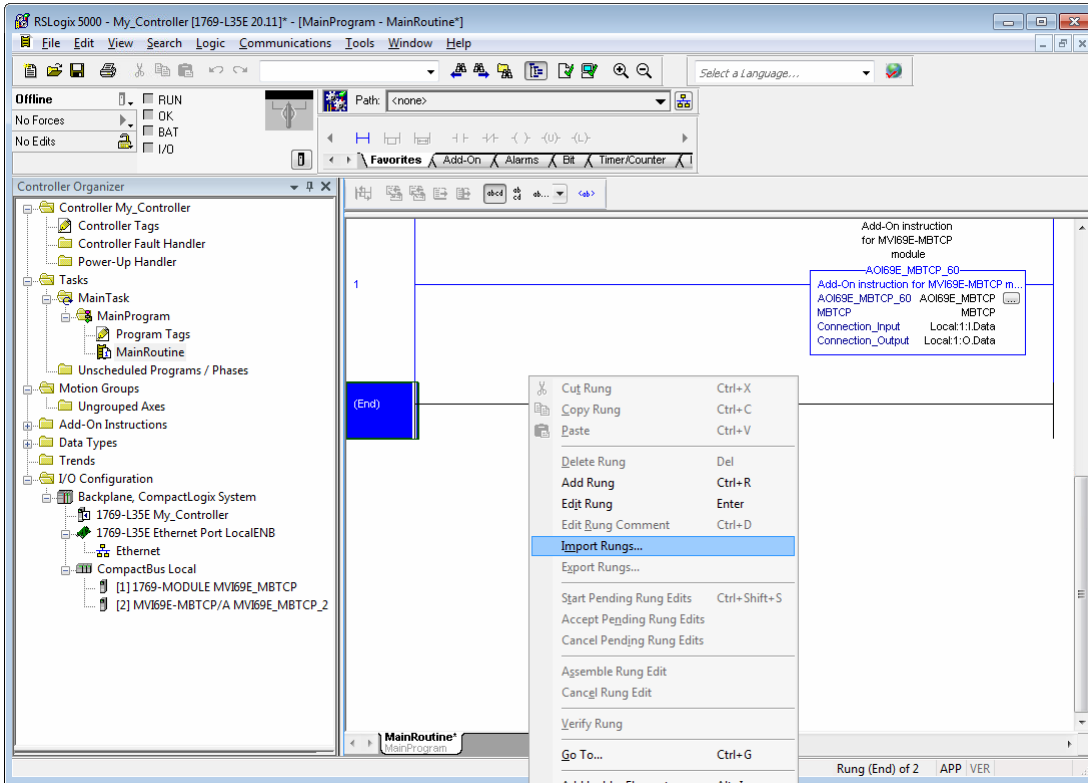 RSLogix 5000 - My_Controller [1769-L35E 20.11]* - [MainProgram - MainRoutine*]
File Edit View Search Logic Communications Tools Window Help
Select a Language...
Offline
RUN
No Forces
OK
No Edits
BAT
I/O
Path: <none>
Favorites Add-On Alarms Bit Timer/Counter
Controller Organizer
Controller My_Controller
Controller Tags
Controller Fault Handler
Power-Up Handler
Tasks
MainTask
MainProgram
Program Tags
MainRoutine
Unscheduled Programs / Phases
Motion Groups
Ungrouped Axes
Add-On Instructions
Data Types
Trends
I/O Configuration
Backplane, CompactLogix System
1769-L35E My_Controller
1769-L35E Ethernet Port LocalENB
Ethernet
CompactBus Local
[1] 1769-MODULE MVI69E_MBTCP
[2] MVI69E-MBTCP/A MVI69E_MBTCP_2
Add-On instruction
for MVI69E-MBTCP
module
1
AOI69E_MBTCP_60
Add-On instruction for MVI69E-MBTCP m...
AOI69E_MBTCP_60 AOI69E_MBTCP ...
MBTCP MBTCP
Connection_Input Local:1:I.Data
Connection_Output Local:1:O.Data
(End)
Cut Rung Ctrl+X
Copy Rung Ctrl+C
Paste Ctrl+V
Delete Rung Del
Add Rung Ctrl+R
Edit Rung Enter
Edit Rung Comment Ctrl+D
Import Rungs...
Export Rungs...
Start Pending Rung Edits Ctrl+Shift+S
Accept Pending Rung Edits
Cancel Pending Rung Edits
Assemble Rung Edit
Cancel Rung Edit
Verify Rung
Go To... Ctrl+G
MainRoutine*
MainProgram
Rung (End) of 2 APP VER